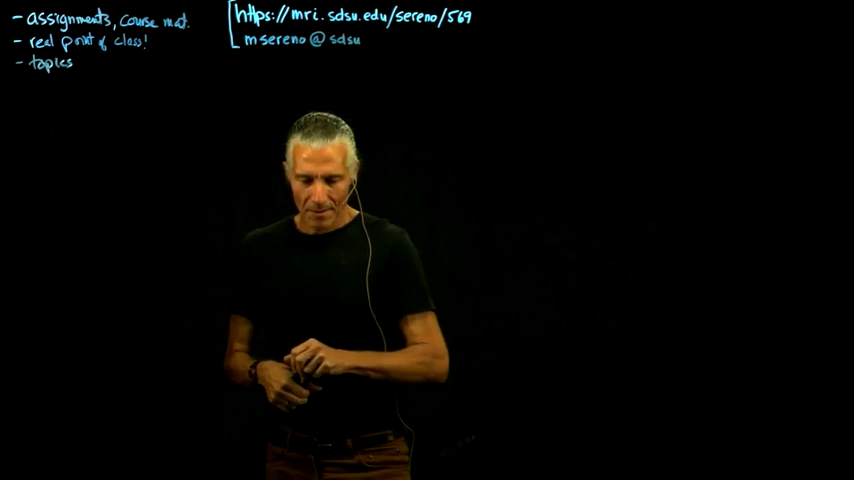 - assignments, course mat.
- real point of class!
- topics
https://mri.sdsu.edu/sereno/569
msereno@sdsu